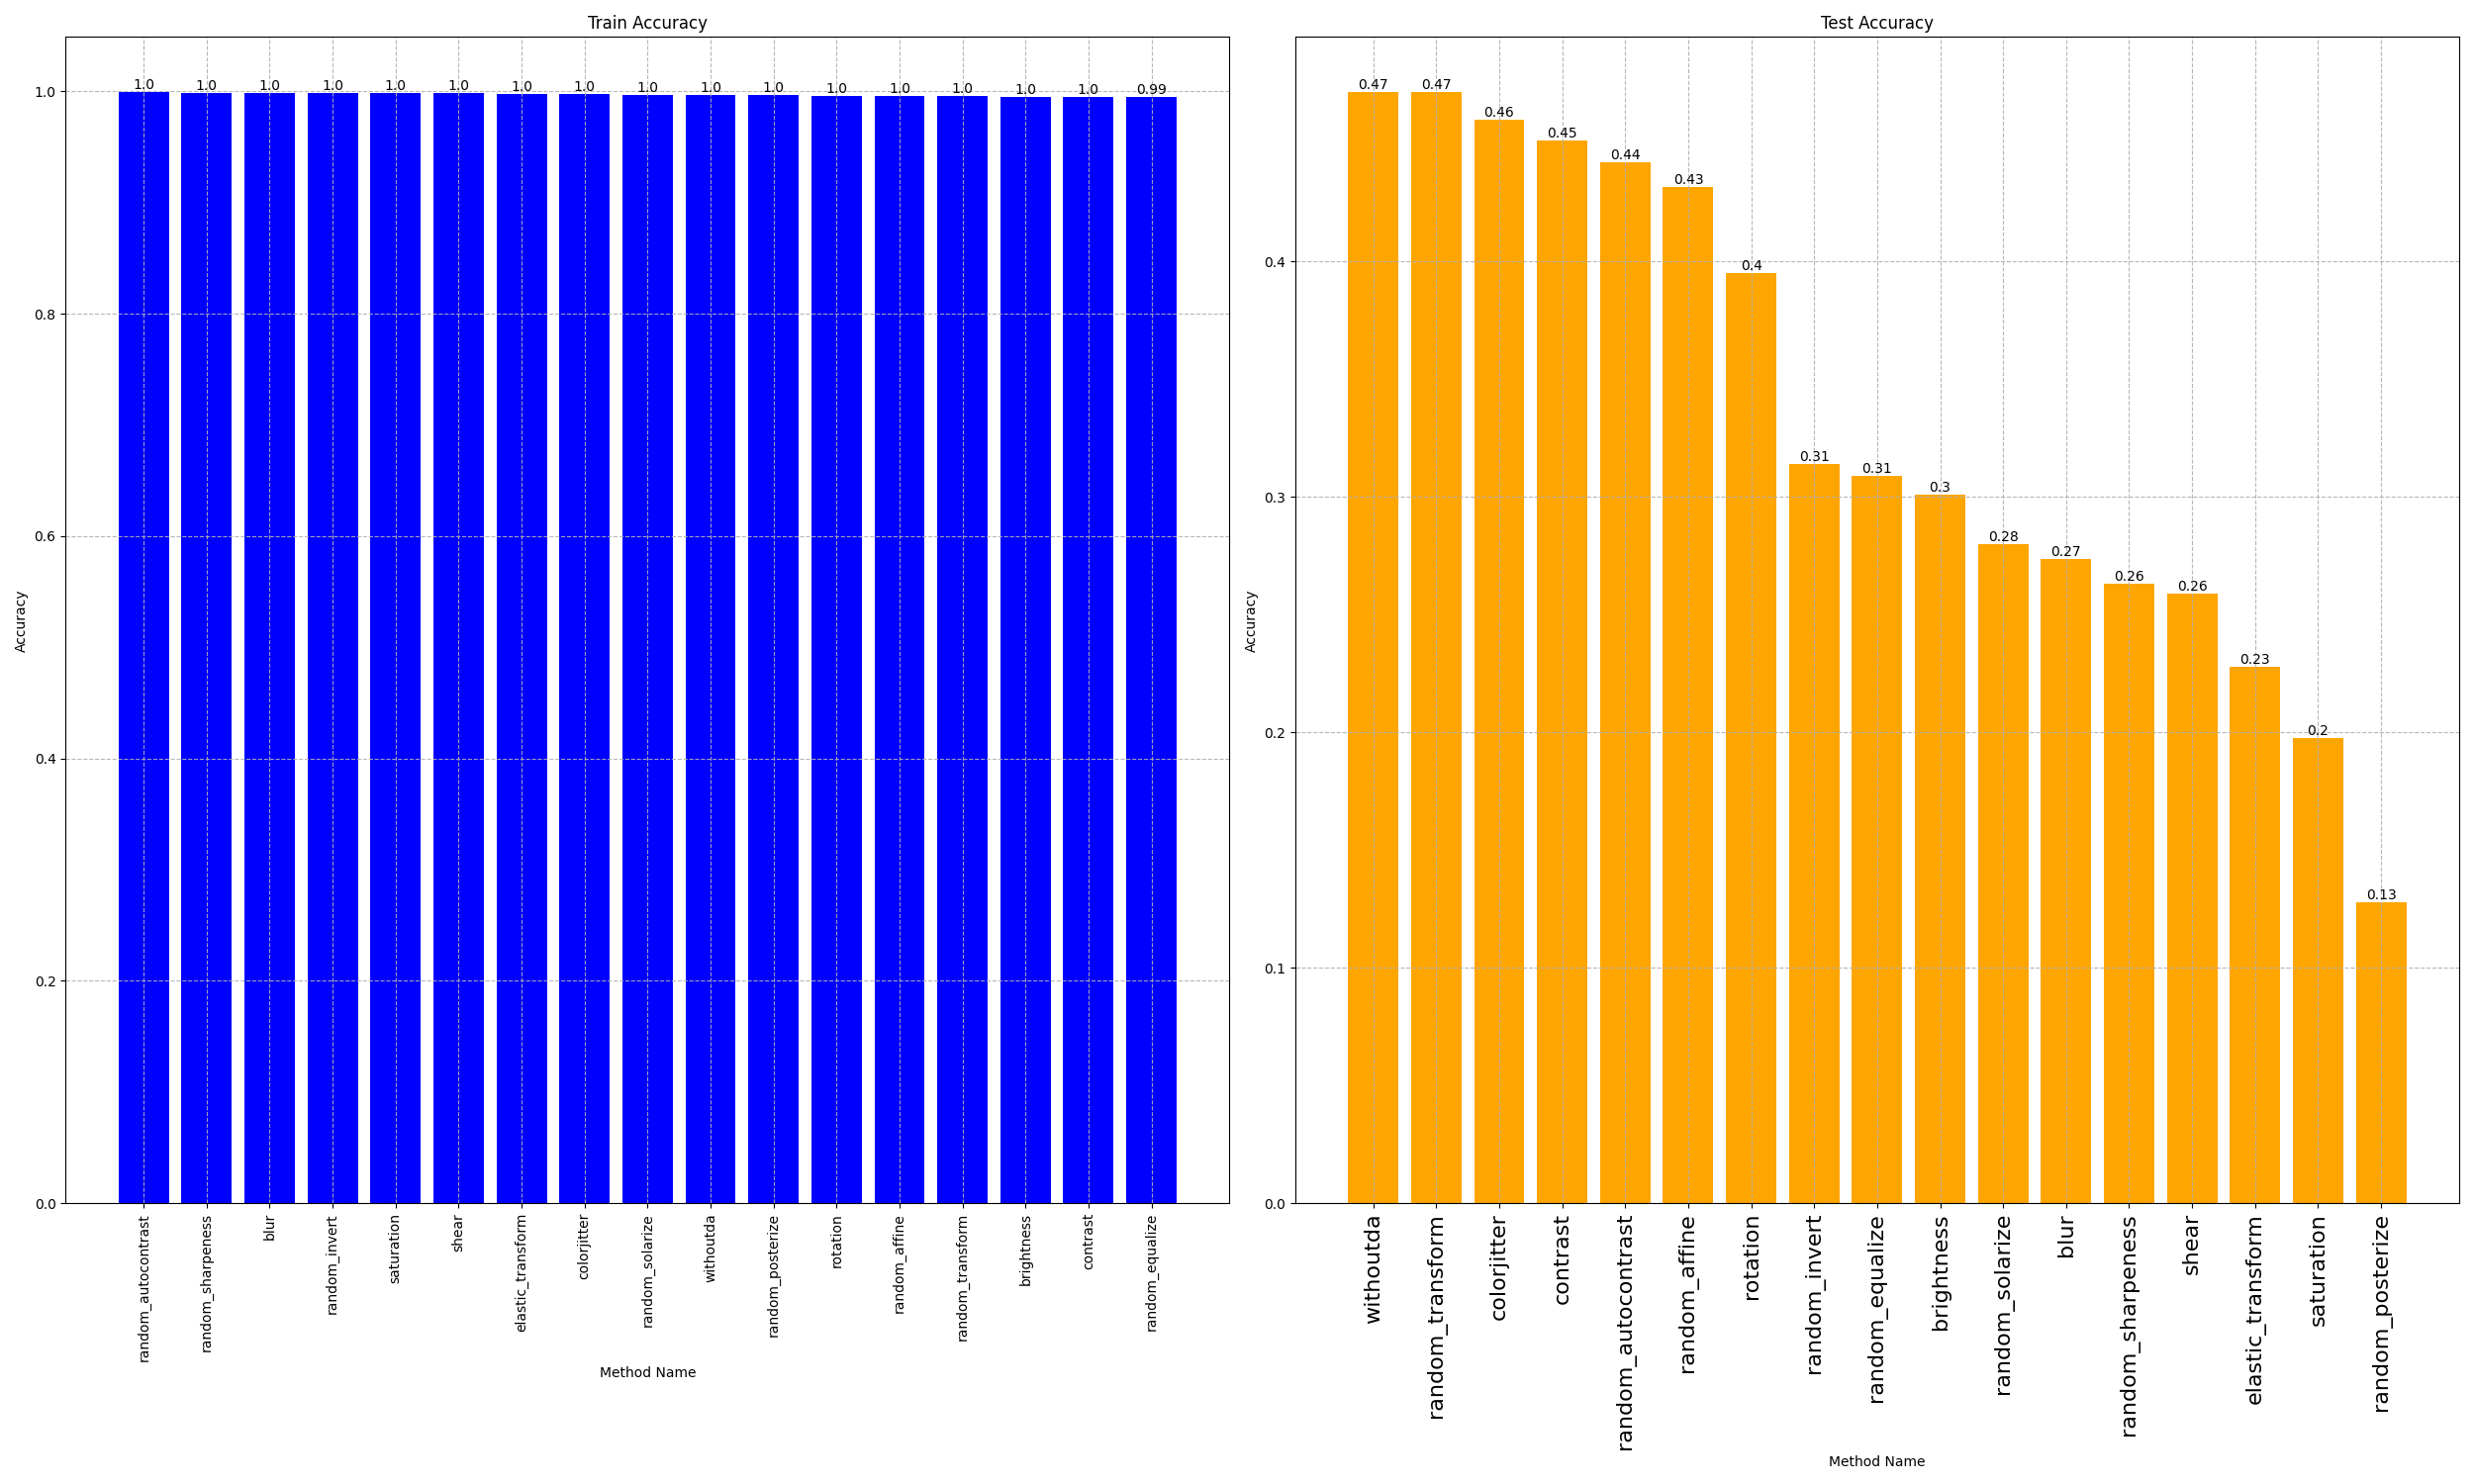 Train Accuracy
1.0 1.0 1.0 1.0 1.0 1.0 1.0 1.0 1.0 1.0 1.0 1.0 1.0 1.0 1.0 1.0 0.99
1.0
0.8
0.6
0.4
0.2
0.0
Accuracy
random_autocontrast
random_sharpeness
blur
random_invert
saturation
shear
elastic_transform
colorjitter
random_solarize
withoutda
random_posterize
rotation
random_affine
random_transform
brightness
contrast
random_equalize
Method Name
Test Accuracy
0.47 0.47 0.46 0.45 0.44 0.43 0.4 0.31 0.31 0.3 0.28 0.27 0.26 0.26 0.23 0.2 0.13
0.4
0.3
0.2
0.1
0.0
Accuracy
withoutda
random_transform
colorjitter
contrast
random_autocontrast
random_affine
rotation
random_invert
random_equalize
brightness
random_solarize
blur
random_sharpeness
shear
elastic_transform
saturation
random_posterize
Method Name